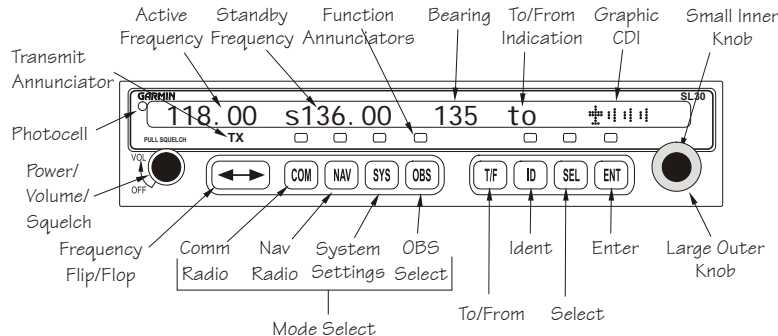 Active Frequency
Standby Frequency
Function Annunciators
Bearing
To/From Indication
Graphic CDI
Small Inner Knob
Transmit Annunciator
GARMIN
SL30
118.00 s136.00 135 to
Photocell
PULL SQUELCH
TX
VOL
OFF
COM
NAV
SYS
OBS
T/F
ID
SEL
ENT
Power/
Volume/
Squelch
Frequency Flip/Flop
Comm Radio
Nav Radio
System Settings
OBS Select
Ident
Enter
Large Outer Knob
To/From
Select
Mode Select